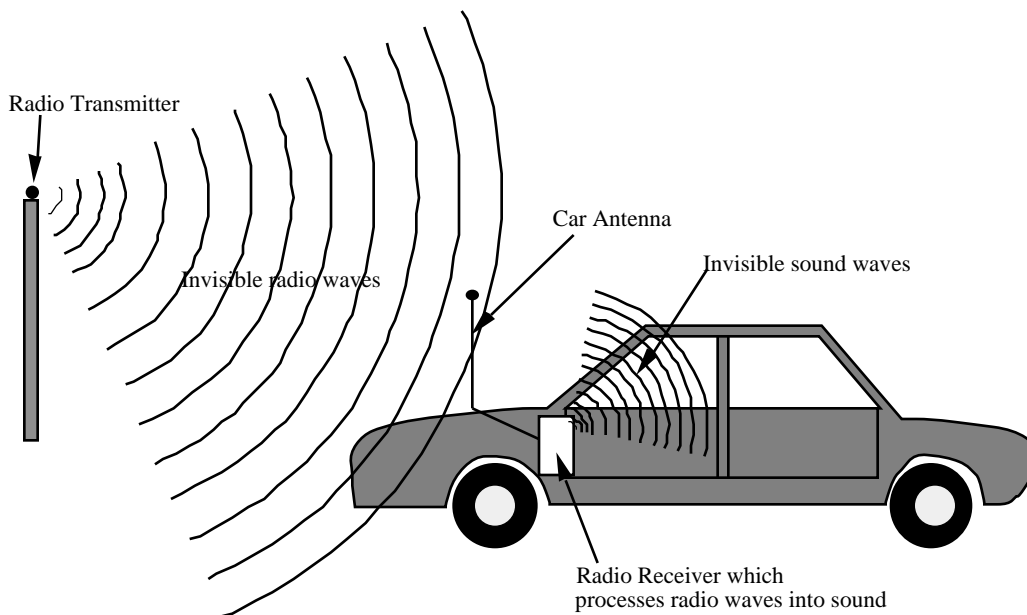 Radio Transmitter
Car Antenna
Invisible sound waves
Invisible radio waves
Radio Receiver which
processes radio waves into sound